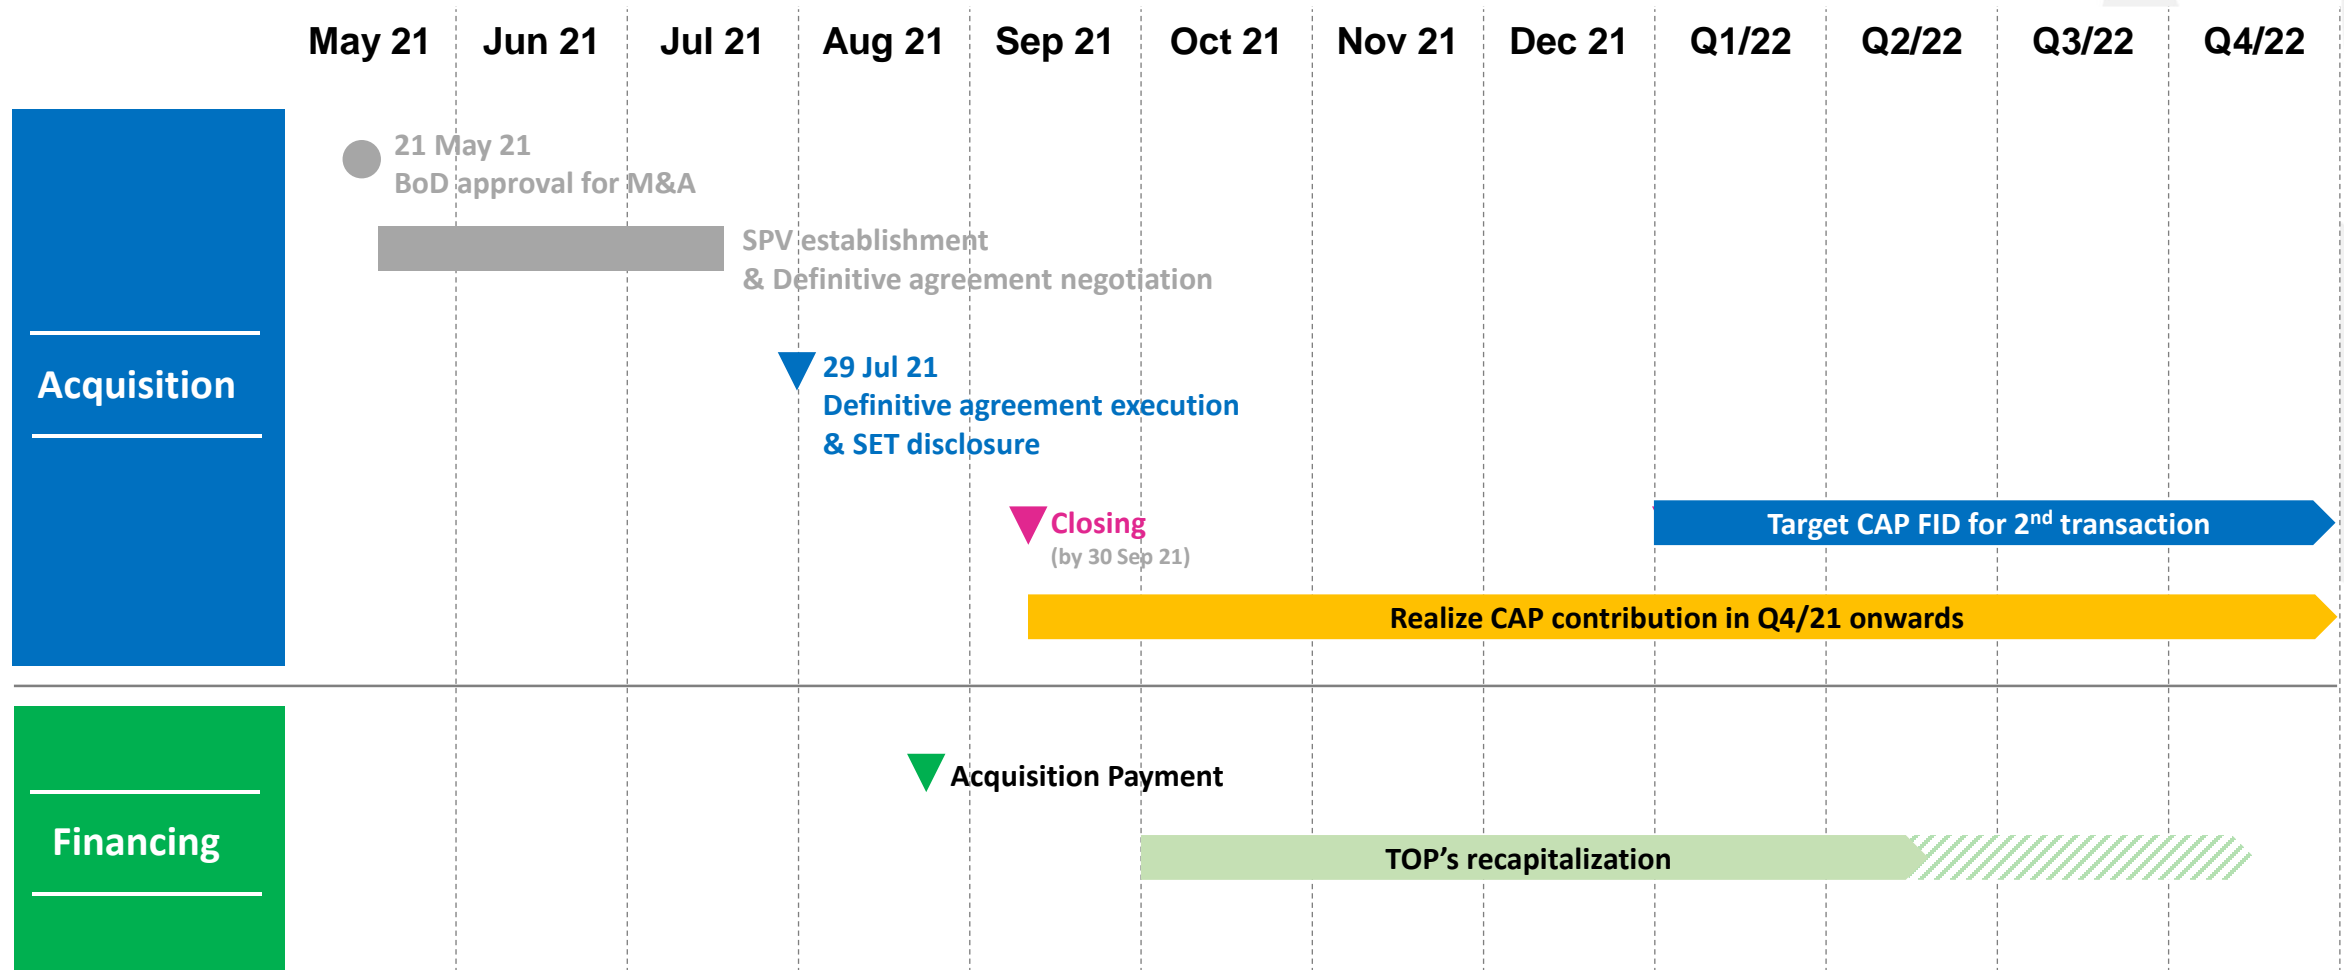 May 21 Jun 21 Jul 21 Aug 21 Sep 21 Oct 21 Nov 21 Dec 21 Q1/22 Q2/22 Q3/22 Q4/22
Acquisition
21 May 21
BoD approval for M&A
SPV establishment
& Definitive agreement negotiation
29 Jul 21
Definitive agreement execution
& SET disclosure
Closing
(by 30 Sep 21)
Target CAP FID for 2nd transaction
Realize CAP contribution in Q4/21 onwards
Financing
Acquisition Payment
TOP’s recapitalization